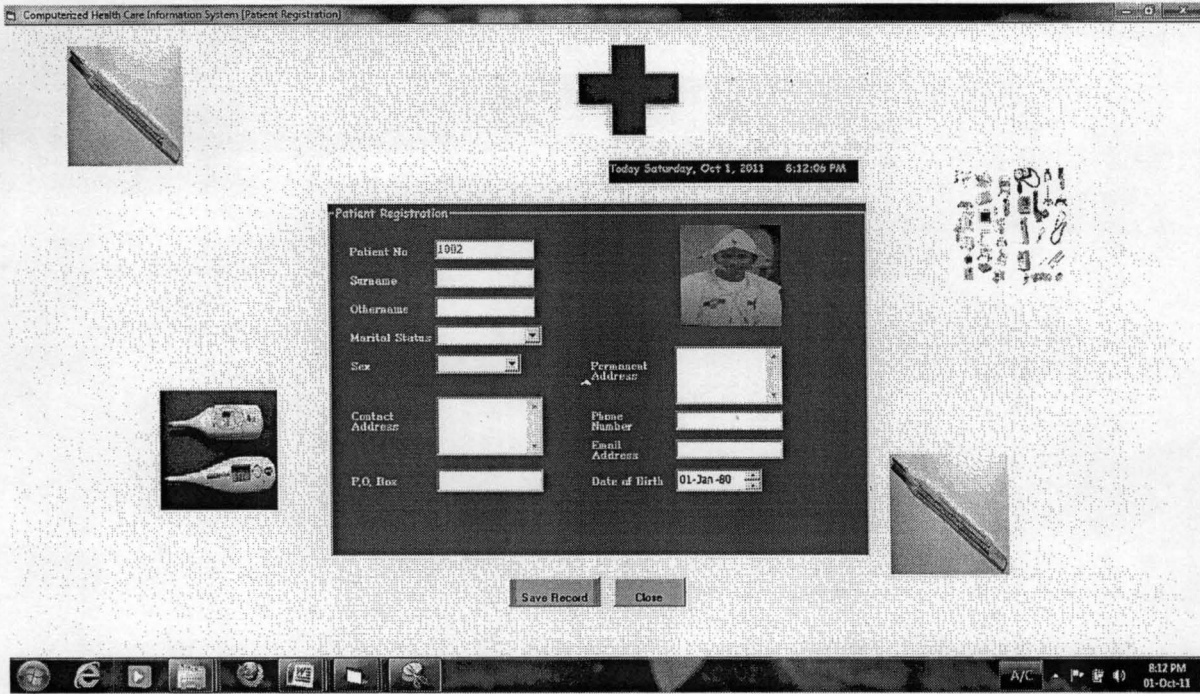 Computerized Health Care Information System [Patient Registration]
Today Saturday, Oct 1, 2011 8:12:06 PM
Patient Registration
Patient No 1002
Surname
Othername
Marital Status
Sex
Permanent
Address
Contact
Address
Phone
Number
Email
Address
P.O. Box
Date of Birth 01-Jan-80
Save Record Close
A/C
8:12 PM
01-Oct-11